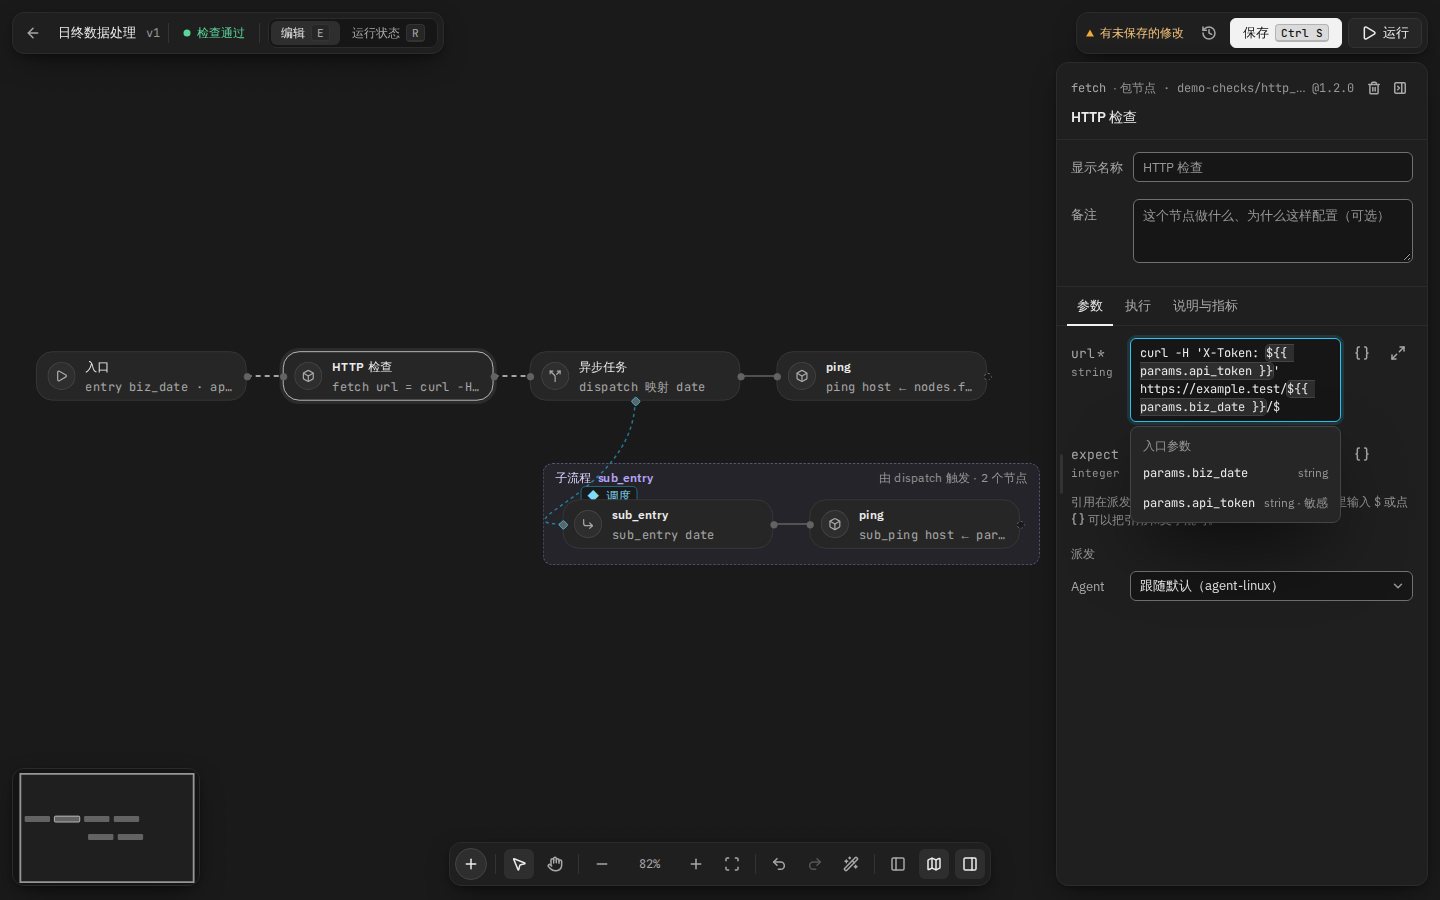 日终数据处理 v1
检查通过
编辑 E
运行状态 R
有未保存的修改
保存 Ctrl S
运行
fetch · 包节点 · demo-checks/http_… @1.2.0
HTTP 检查
显示名称 HTTP 检查
备注 这个节点做什么、为什么这样配置（可选）
参数 执行 说明与指标
url* string
curl -H 'X-Token: ${{
params.api_token }}'
https://example.test/${{
params.biz_date }}/$
{}
入口参数
params.biz_date string
params.api_token string · 敏感
expect
integer
{}
引用在派发
里输入 $ 或点
{} 可以把引
派发
Agent 跟随默认（agent-linux）
入口
entry biz_date · ap…
HTTP 检查
fetch url = curl -H…
异步任务
dispatch 映射 date
ping
ping host ← nodes.f…
子流程 sub_entry
由 dispatch 触发 · 2 个节点
调度
sub_entry
sub_entry date
ping
sub_ping host ← par…
82%